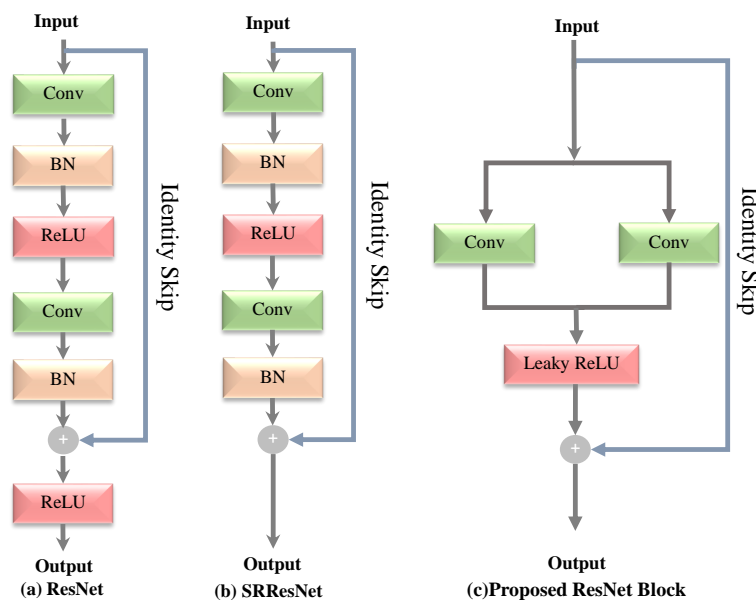 Input
Conv
BN
ReLU
Conv
BN
+
ReLU
Output
Identity Skip
(a) ResNet
Input
Conv
BN
ReLU
Conv
BN
+
Output
Identity Skip
(b) SRResNet
Input
Conv
Conv
Leaky ReLU
+
Output
Identity Skip
(c)Proposed ResNet Block